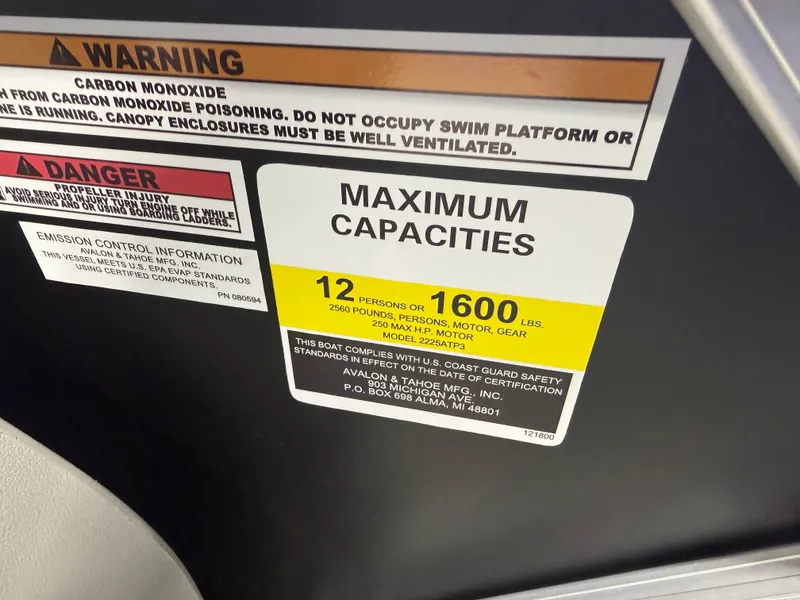 WARNING
CARBON MONOXIDE
H FROM CARBON MONOXIDE POISONING. DO NOT OCCUPY SWIM PLATFORM OR
NE IS RUNNING. CANOPY ENCLOSURES MUST BE WELL VENTILATED.
DANGER
PROPELLER INJURY
AVOID SERIOUS INJURY TURN ENGINE OFF WHILE
SWIMMING AND OR USING BOARDING LADDERS.
EMISSION CONTROL INFORMATION
AVALON & TAHOE MFG. INC.
THIS VESSEL MEETS U.S. EPA EVAP STANDARDS
USING CERTIFIED COMPONENTS.
PN 080594
MAXIMUM
CAPACITIES
12 PERSONS OR 1600 LBS.
2560 POUNDS, PERSONS, MOTOR, GEAR
250 MAX H.P. MOTOR
MODEL 2225ATP3
THIS BOAT COMPLIES WITH U.S. COAST GUARD SAFETY
STANDARDS IN EFFECT ON THE DATE OF CERTIFICATION
AVALON & TAHOE MFG., INC.
903 MICHIGAN AVE.
P.O. BOX 698 ALMA, MI 48801
121800